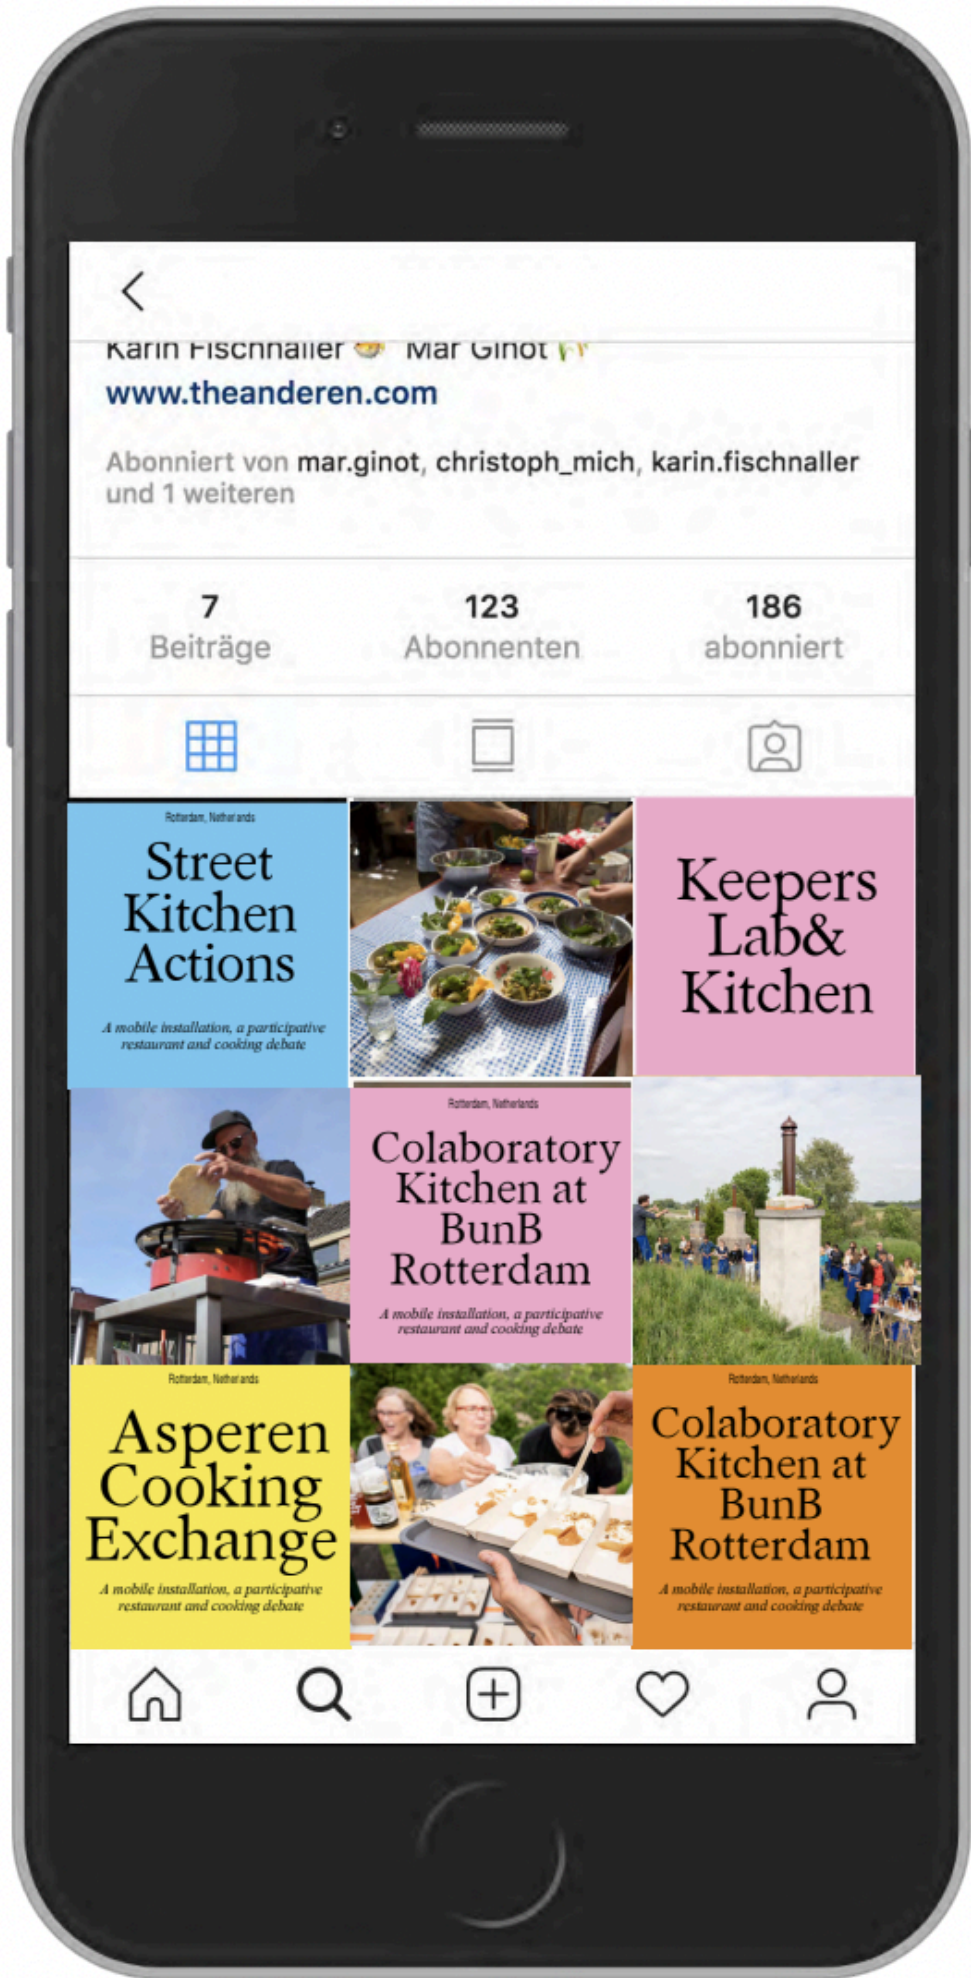 Karin Fischnaller Mar Ginot
www.theanderen.com
Abonniert von mar.ginot, christoph_mich, karin.fischnaller
und 1 weiteren
7
Beiträge
123
Abonnenten
186
abonniert
Rotterdam, Netherlands
Street
Kitchen
Actions
A mobile installation, a participative
restaurant and cooking debate
Keepers
Lab&
Kitchen
Rotterdam, Netherlands
Colaboratory
Kitchen at
BunB
Rotterdam
A mobile installation, a participative
restaurant and cooking debate
Rotterdam, Netherlands
Asperen
Cooking
Exchange
A mobile installation, a participative
restaurant and cooking debate
Rotterdam, Netherlands
Colaboratory
Kitchen at
BunB
Rotterdam
A mobile installation, a participative
restaurant and cooking debate